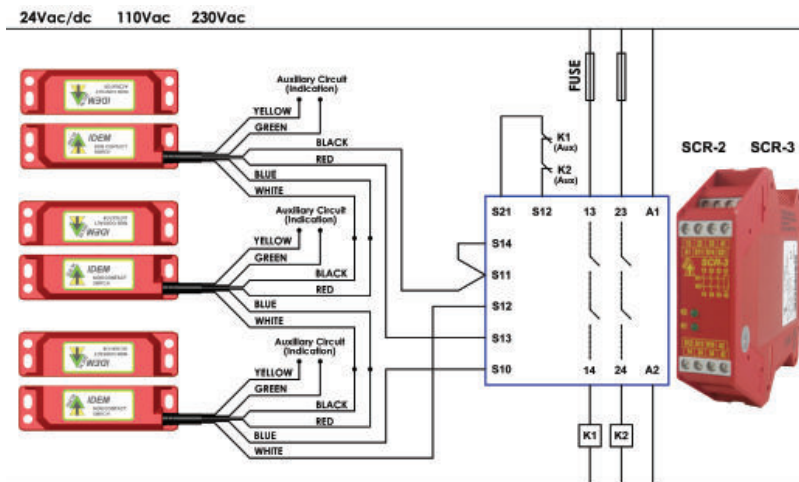 24Vac/dc 110Vac 230Vac
Auxiliary Circuit
(Indication)
YELLOW
GREEN
BLACK
RED
BLUE
WHITE
IDEM
IDEM
FUSE
K1
(Aux)
K2
(Aux)
SCR-2 SCR-3
Auxiliary Circuit
(Indication)
YELLOW
GREEN
BLACK
RED
BLUE
WHITE
IDEM
IDEM
S21 S12 13 23 A1
S14
S11
S12
S13
S10
14 24 A2
SCR-3
Auxiliary Circuit
(Indication)
YELLOW
GREEN
BLACK
RED
BLUE
WHITE
IDEM
IDEM
K1 K2